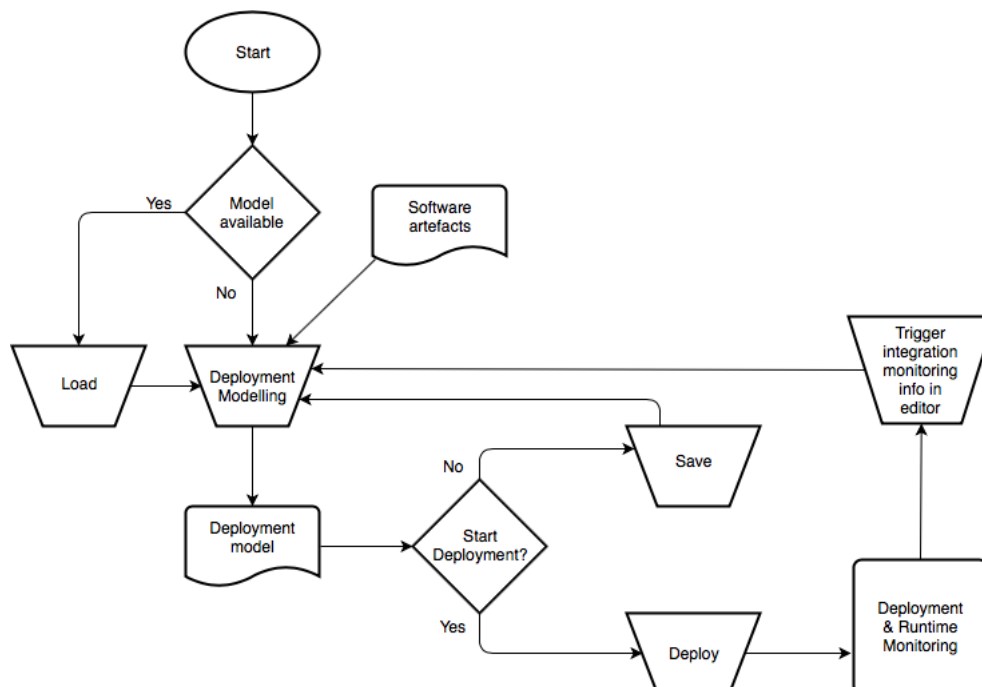 Start
Model
available
Yes
No
Software
artefacts
Load
Deployment
Modelling
Trigger
integration
monitoring
info in
editor
Save
No
Deployment
model
Start
Deployment?
Yes
Deploy
Deployment
& Runtime
Monitoring